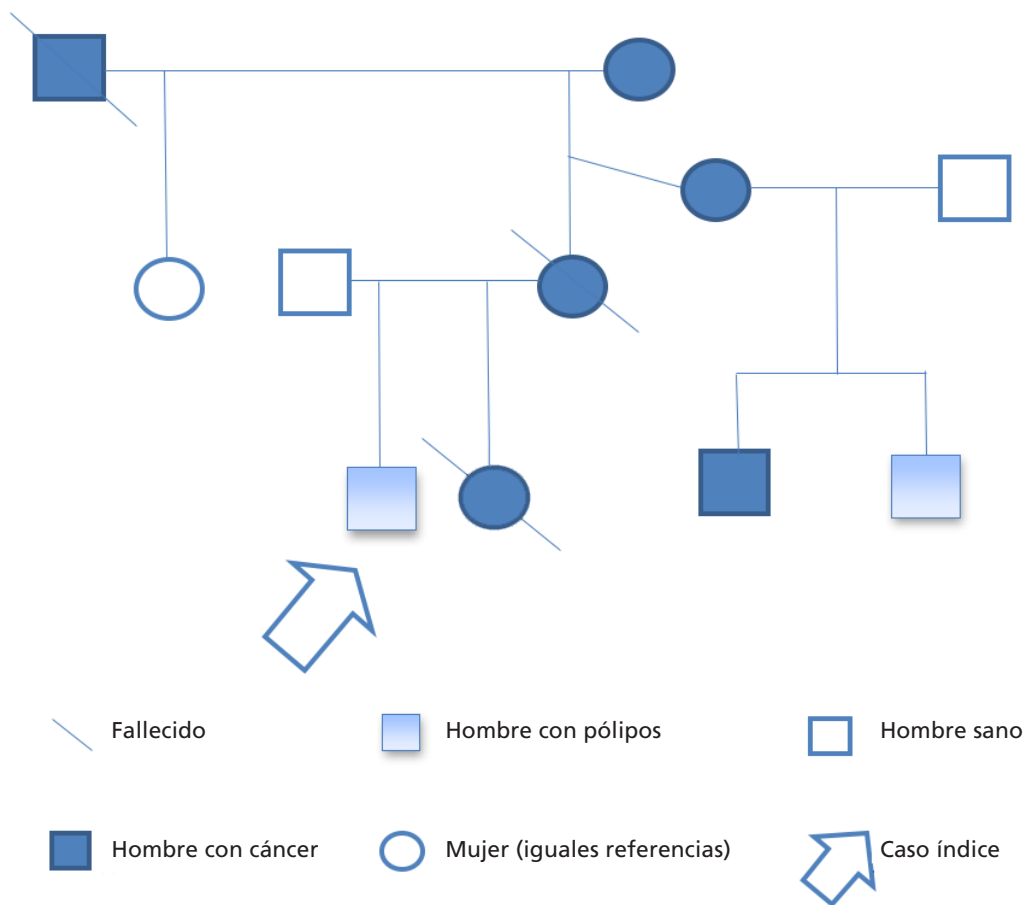 Fallecido
Hombre con pólipos
Hombre sano
Hombre con cáncer
Mujer (iguales referencias)
Caso índice